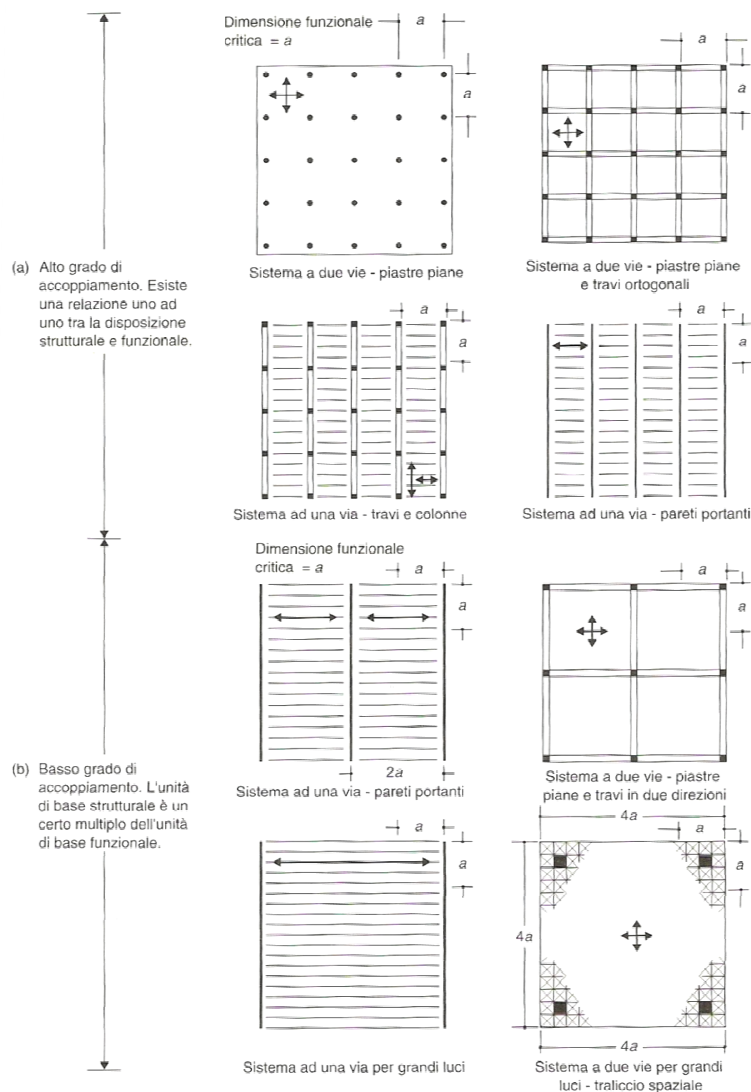 Dimensione funzionale
critica = a
a
a
a
a
Sistema a due vie - piastre piane
Sistema a due vie - piastre piane
e travi ortogonali
(a) Alto grado di
accoppiamento. Esiste
una relazione uno ad
uno tra la disposizione
strutturale e funzionale.
a
a
a
a
Sistema ad una via - travi e colonne
Sistema ad una via - pareti portanti
Dimensione funzionale
critica = a
a
a
a
a
2a
Sistema ad una via - pareti portanti
Sistema a due vie - piastre
piane e travi in due direzioni
(b) Basso grado di
accoppiamento. L'unità
di base strutturale è un
certo multiplo dell'unità
di base funzionale.
a
a
4a
a
a
4a
4a
Sistema ad una via per grandi luci
Sistema a due vie per grandi
luci - traliccio spaziale